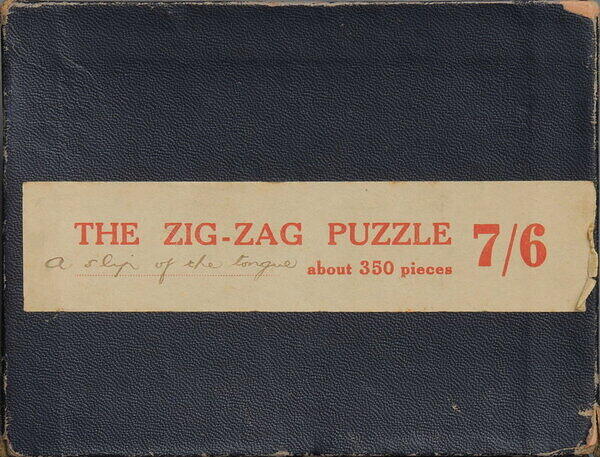 THE ZIG-ZAG PUZZLE 7/6
a slip of the tongue about 350 pieces